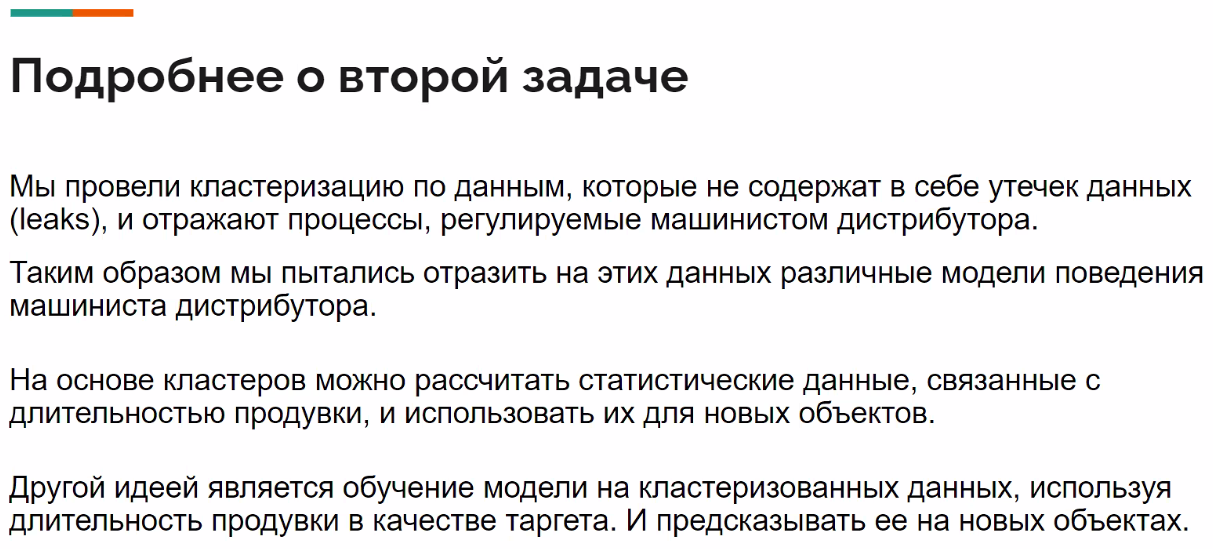 Подробнее о второй задаче
Мы провели кластеризацию по данным, которые не содержат в себе утечек данных
(leaks), и отражают процессы, регулируемые машинистом дистрибутора.
Таким образом мы пытались отразить на этих данных различные модели поведения
машиниста дистрибутора.
На основе кластеров можно рассчитать статистические данные, связанные с
длительностью продувки, и использовать их для новых объектов.
Другой идеей является обучение модели на кластеризованных данных, используя
длительность продувки в качестве таргета. И предсказывать ее на новых объектах.